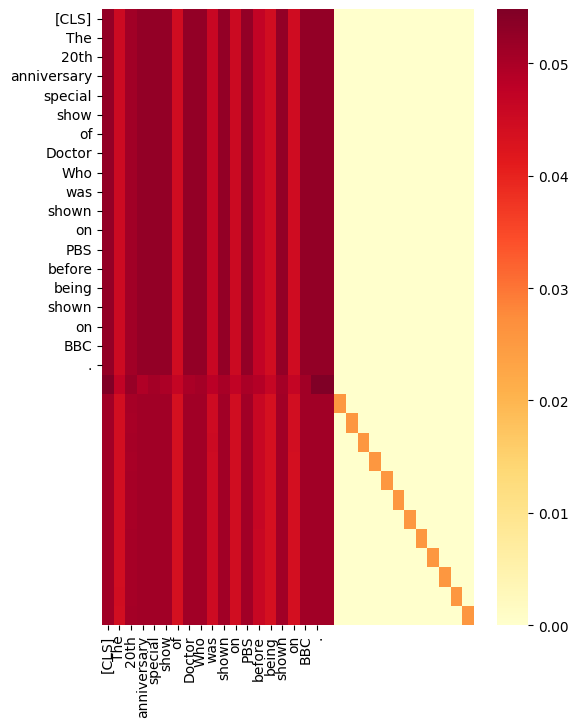 [CLS]
The
20th
anniversary
special
show
of
Doctor
Who
was
shown
on
PBS
before
being
shown
on
BBC
.
0.05
0.04
0.03
0.02
0.01
0.00
[CLS]
The
20th
anniversary
special
show
of
Doctor
Who
was
shown
on
PBS
before
being
shown
on
BBC
.